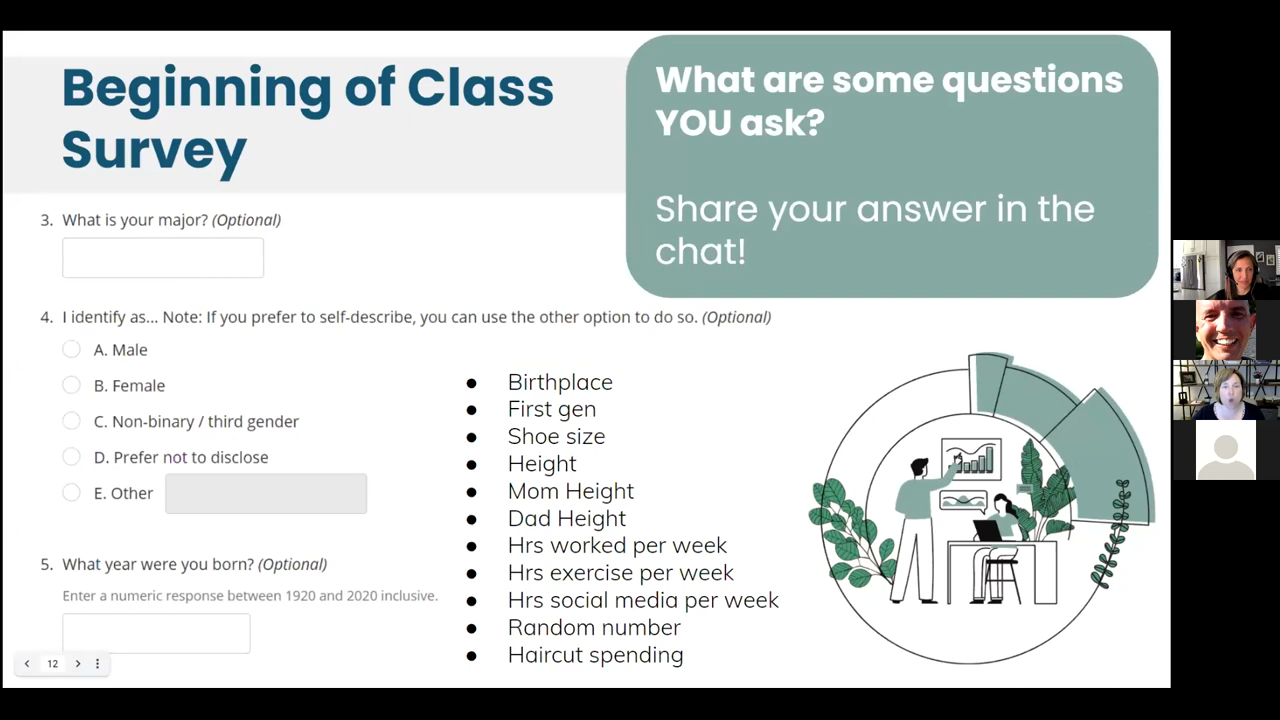 Beginning of Class
Survey
What are some questions
YOU ask?
Share your answer in the
chat!
3. What is your major? (Optional)
4. I identify as... Note: If you prefer to self-describe, you can use the other option to do so. (Optional)
A. Male
B. Female
C. Non-binary / third gender
D. Prefer not to disclose
E. Other
5. What year were you born? (Optional)
Enter a numeric response between 1920 and 2020 inclusive.
● Birthplace
● First gen
● Shoe size
● Height
● Mom Height
● Dad Height
● Hrs worked per week
● Hrs exercise per week
● Hrs social media per week
● Random number
● Haircut spending
12